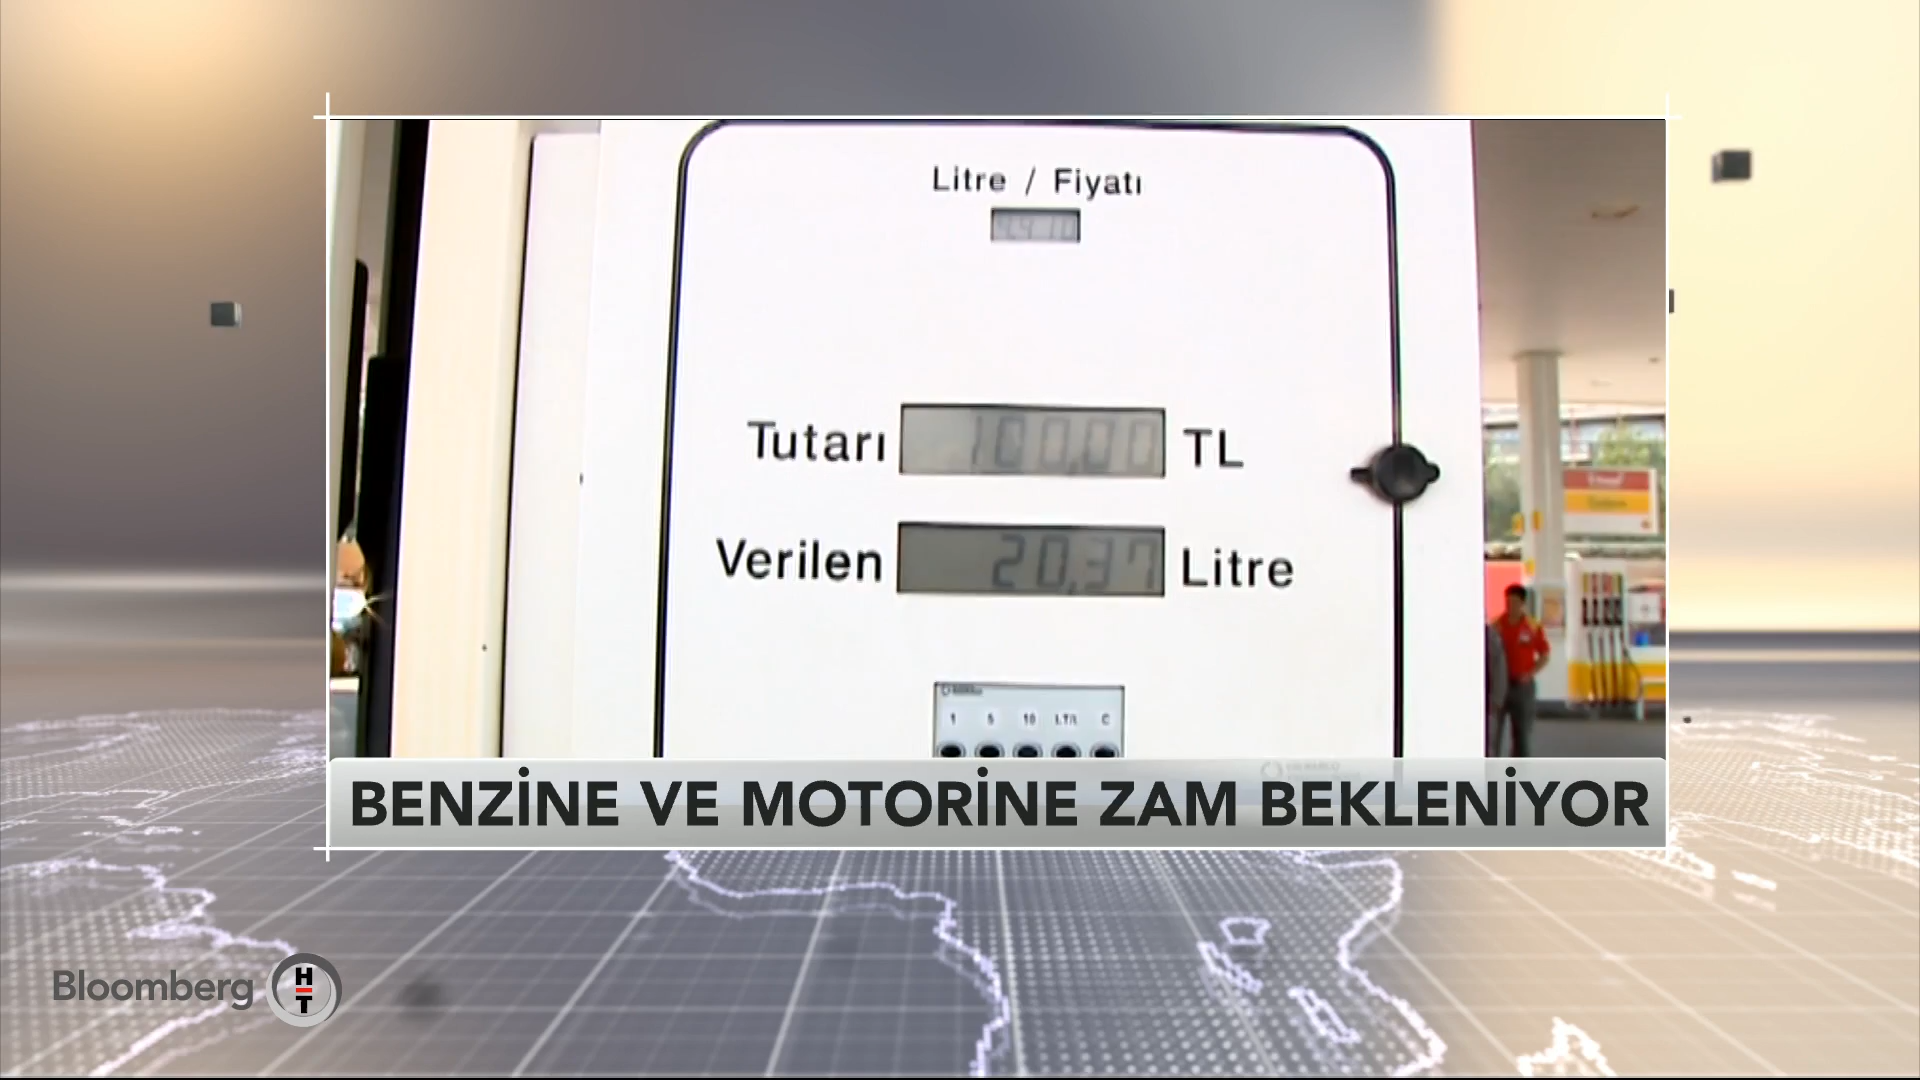 Litre / Fiyatı
Tutarı 100,00 TL
Verilen 20,37 Litre
1 5 10 C
BENZİNE VE MOTORİNE ZAM BEKLENİYOR
Bloomberg HT